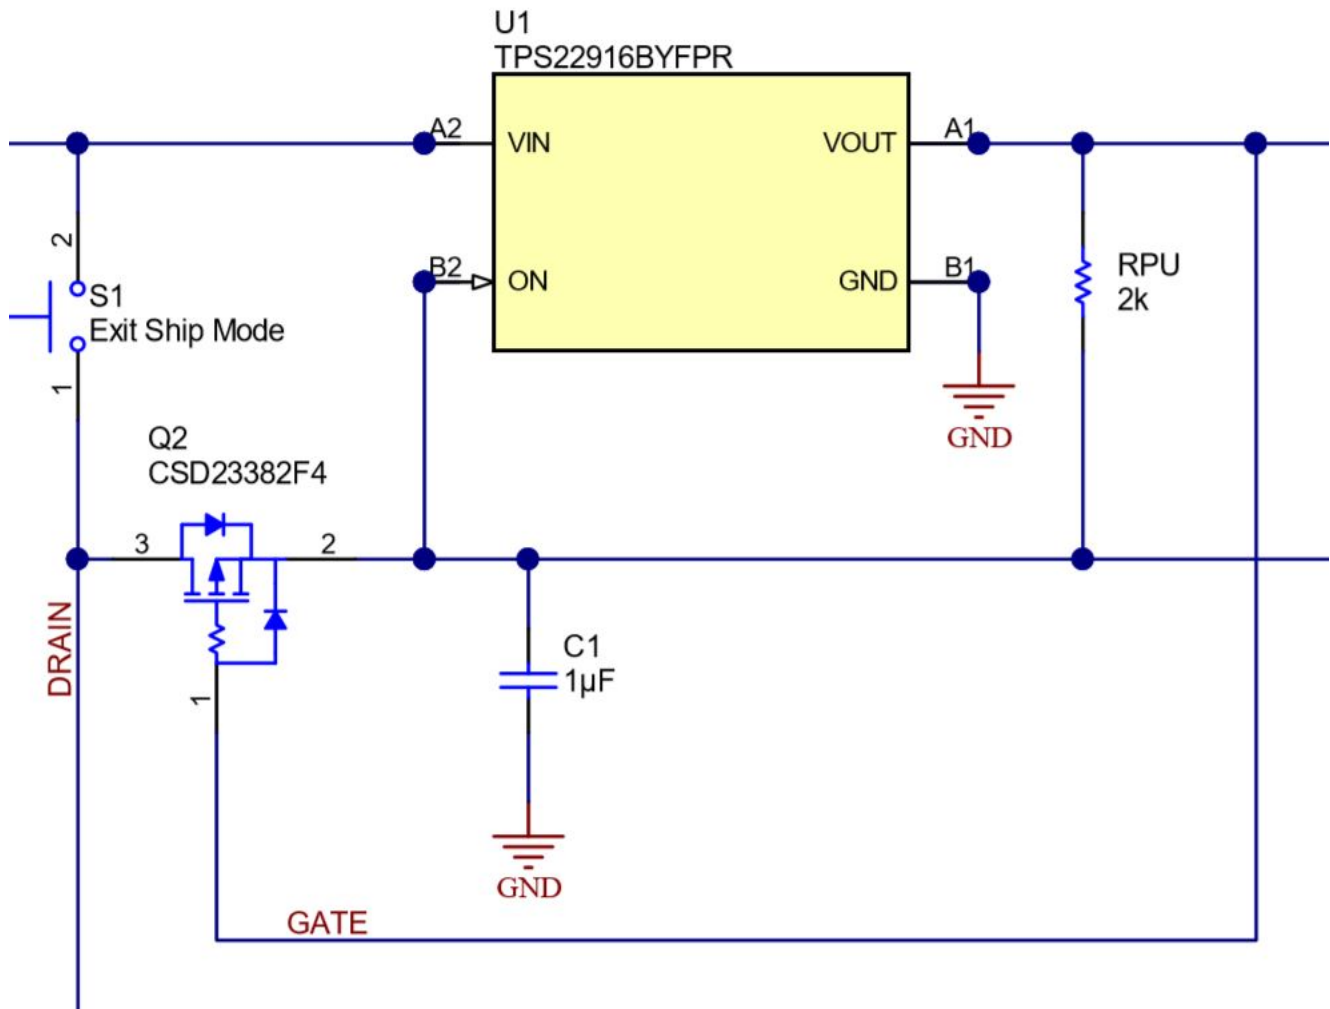 U1
TPS22916BYFPR
A2
VIN
VOUT
A1
B2
ON
GND
B1
2
S1
Exit Ship Mode
1
RPU
2k
GND
Q2
CSD23382F4
3
2
DRAIN
1
C1
1µF
GND
GATE